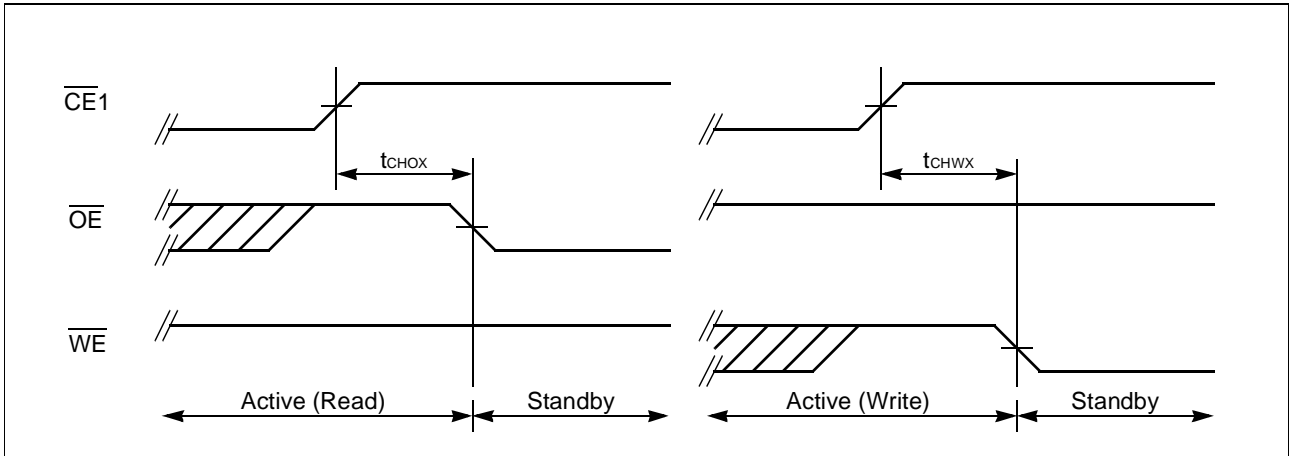 CE1
tCHOX
tCHWX
OE
WE
Active (Read)
Standby
Active (Write)
Standby